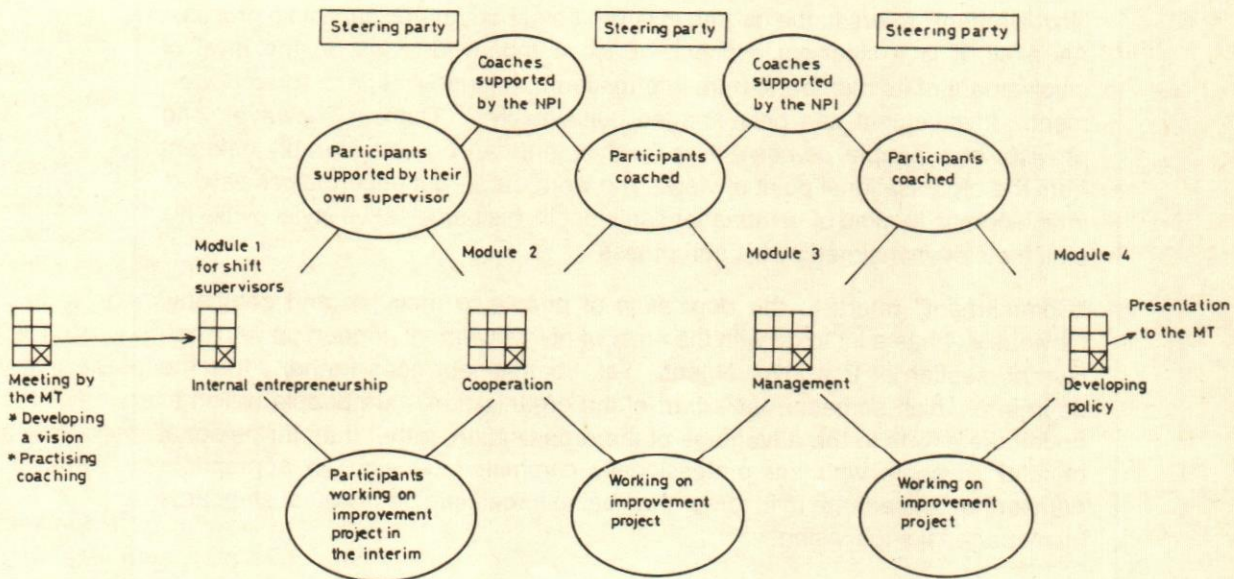 Steering party
Steering party
Steering party
Coaches
supported
by the NPI
Coaches
supported
by the NPI
Participants
supported by their
own supervisor
Participants
coached
Participants
coached
Module 1
for shift
supervisors
Module 2
Module 3
Module 4
Presentation
to the MT
Meeting by
the MT
* Developing
a vision
* Practising
coaching
Internal entrepreneurship
Cooperation
Management
Developing
policy
Participants
working on
improvement
project in
the interim
Working on
improvement
project
Working on
improvement
project